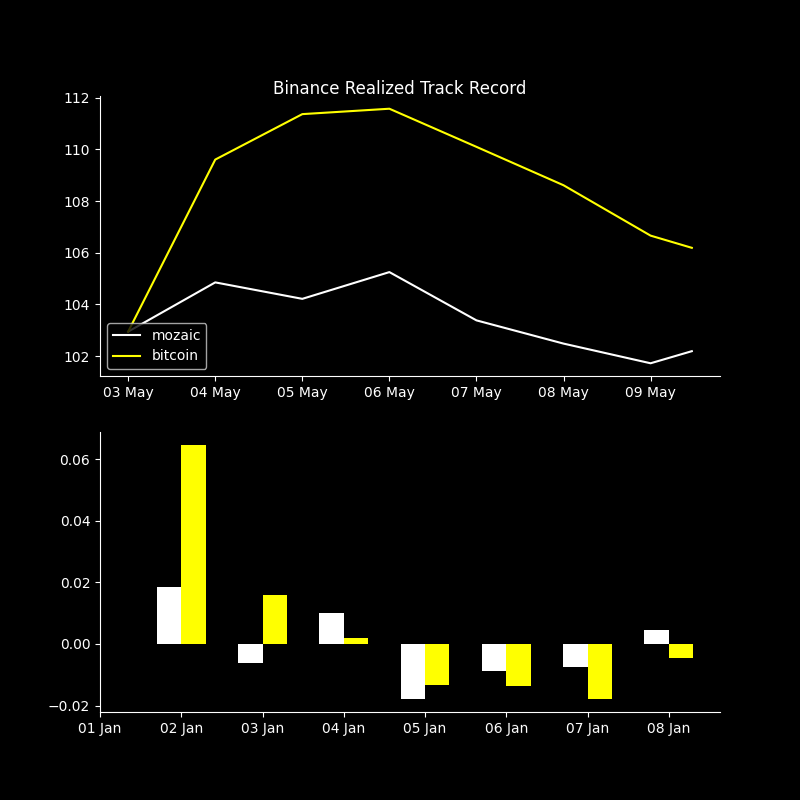 Binance Realized Track Record
112
110
108
106
104
102
mozaic
bitcoin
03 May 04 May 05 May 06 May 07 May 08 May 09 May
0.06
0.04
0.02
0.00
−0.02
01 Jan 02 Jan 03 Jan 04 Jan 05 Jan 06 Jan 07 Jan 08 Jan